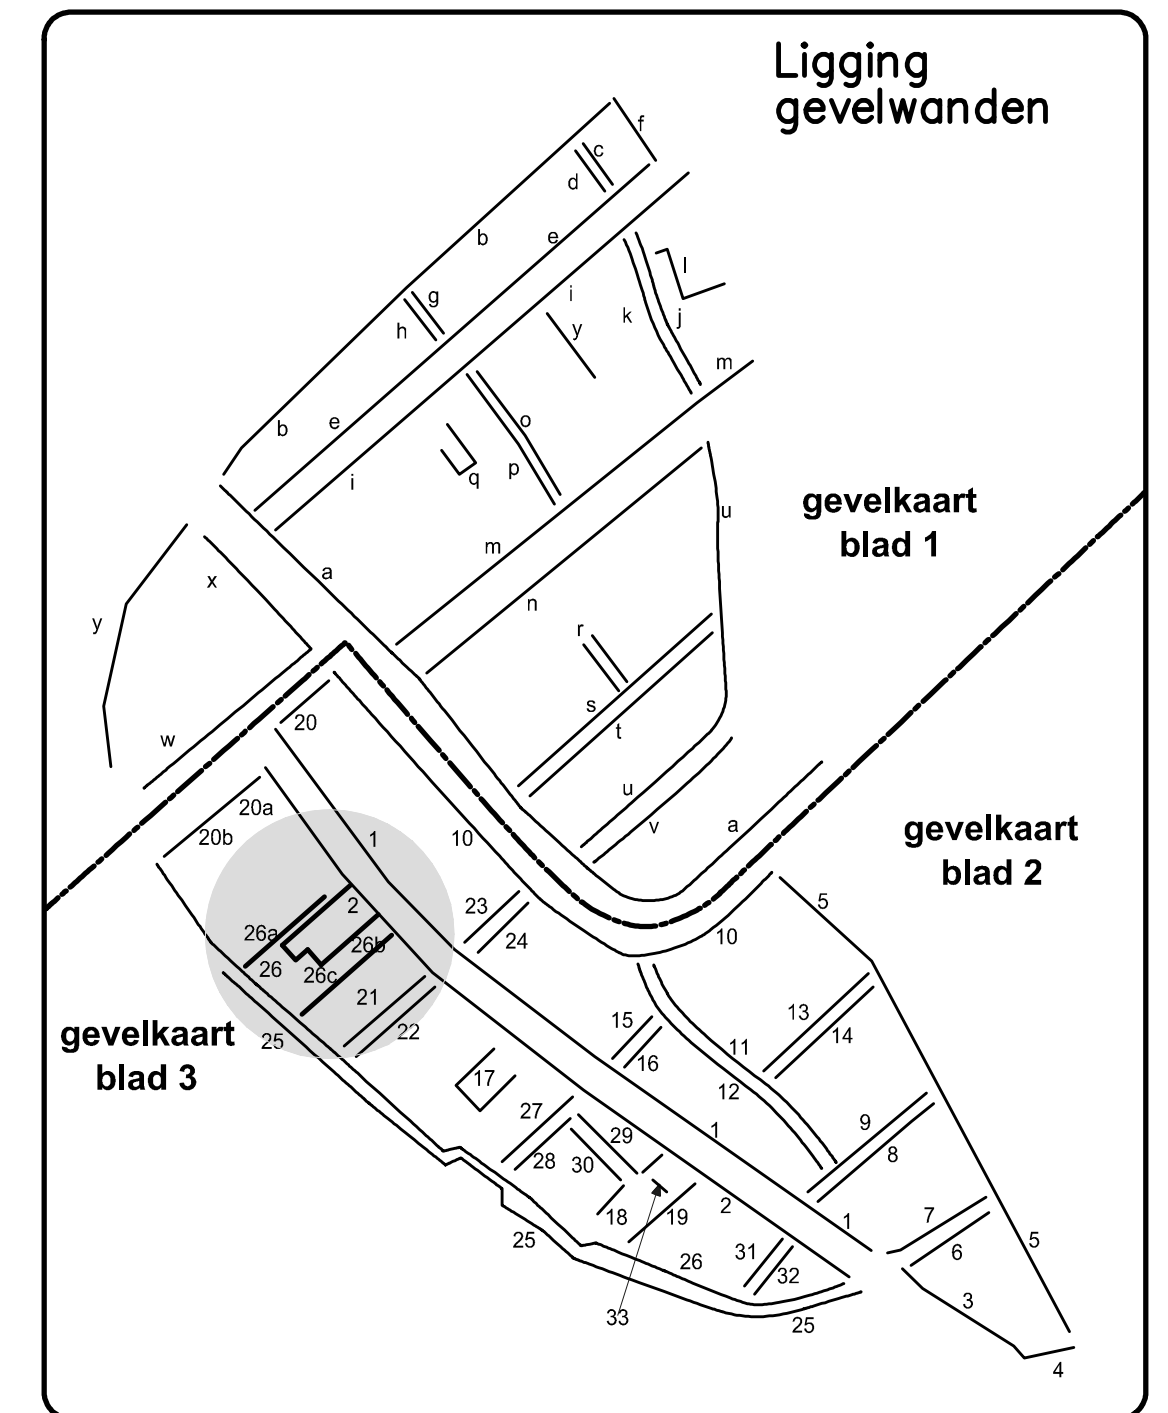 Ligging
gevelwanden
f
c
d
b
e
l
g
i
h
y
k
j
m
b
e
o
p
q
i
gevelkaart
blad 1
u
m
a
x
n
y
r
s
t
w
20
u
v
a
20a
20b
1
10
gevelkaart
blad 2
5
23
2
24
10
26a
26b
26
26c
21
13
15
14
22
25
gevelkaart
blad 3
11
16
17
12
27
9
1
29
8
28
30
2
7
18
19
1
25
31
5
6
26
32
3
33
25
4